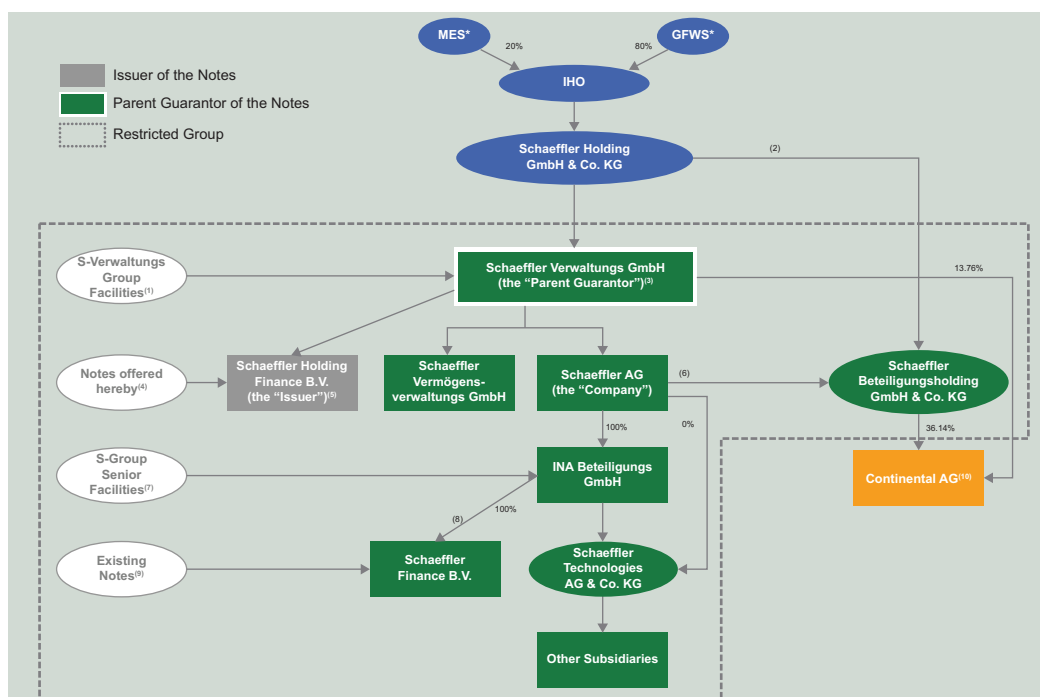 MES*
GFWS*
20%
80%
IHO
Issuer of the Notes
Parent Guarantor of the Notes
Restricted Group
Schaeffler Holding
GmbH & Co. KG
(2)
S-Verwaltungs
Group
Facilities(1)
Schaeffler Verwaltungs GmbH
(the “Parent Guarantor”)(3)
13.76%
Notes offered
hereby(4)
Schaeffler Holding
Finance B.V.
(the “Issuer”)(5)
Schaeffler
Vermögens-
verwaltungs GmbH
Schaeffler AG
(the “Company”)
(6)
Schaeffler
Beteiligungsholding
GmbH & Co. KG
100%
0%
36.14%
S-Group
Senior
Facilities(7)
INA Beteiligungs
GmbH
Continental AG(10)
(8)
100%
Existing
Notes(9)
Schaeffler
Finance B.V.
Schaeffler
Technologies
AG & Co. KG
Other Subsidiaries